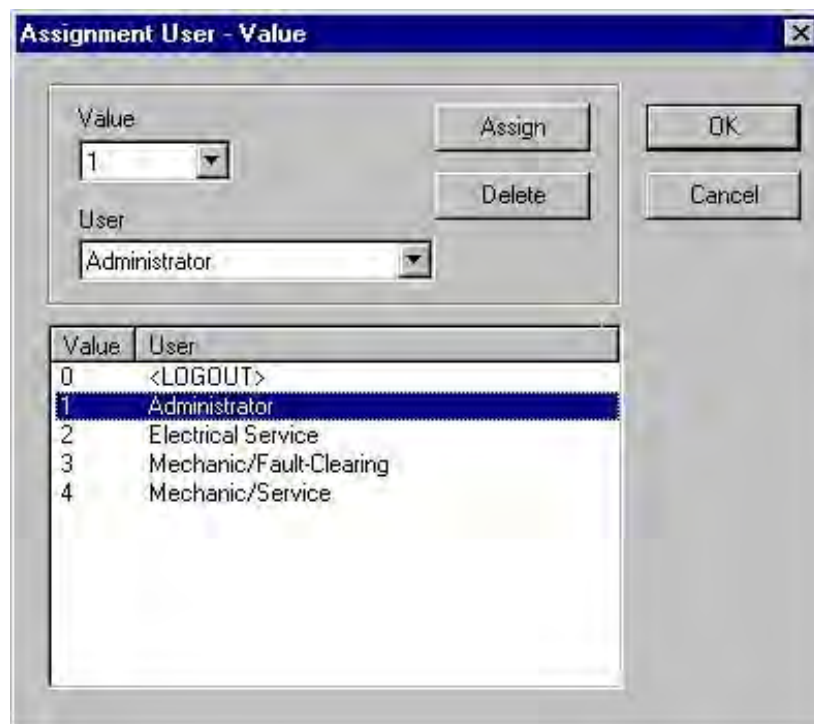 Assignment User - Value
Value
1
User
Administrator
Assign
Delete
OK
Cancel
Value User
0 <LOGOUT>
1 Administrator
2 Electrical Service
3 Mechanic/Fault-Clearing
4 Mechanic/Service